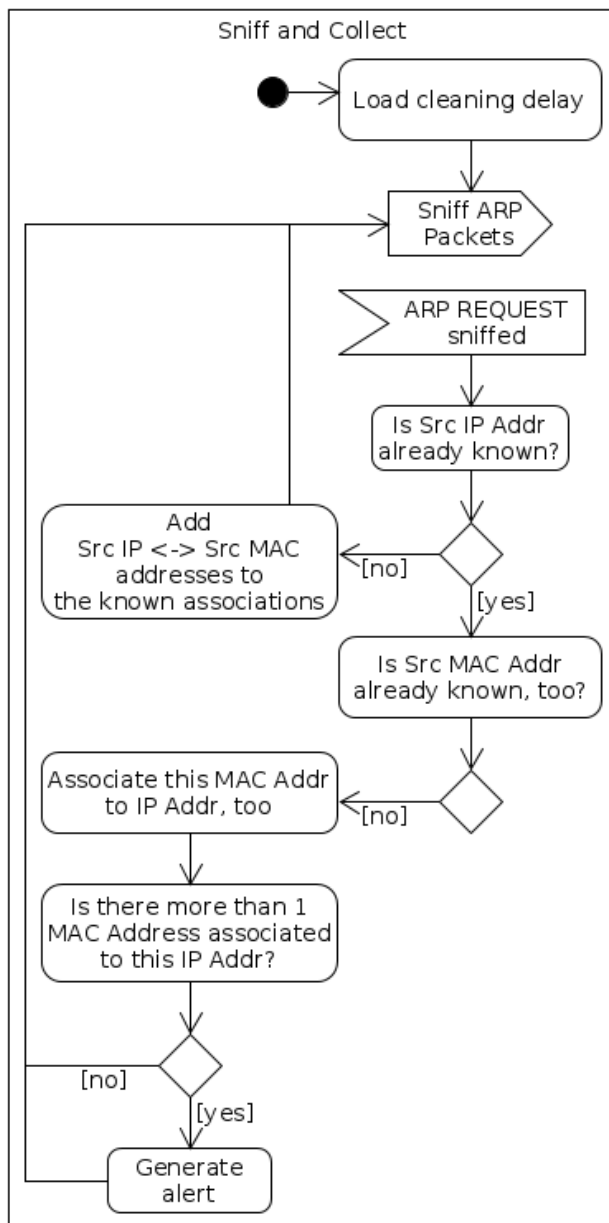 Sniff and Collect
Load cleaning delay
Sniff ARP
Packets
ARP REQUEST
sniffed
Is Src IP Addr
already known?
Add
Src IP <-> Src MAC
addresses to
the known associations
[no]
[yes]
Is Src MAC Addr
already known, too?
Associate this MAC Addr
to IP Addr, too
[no]
Is there more than 1
MAC Address associated
to this IP Addr?
[no]
[yes]
Generate
alert